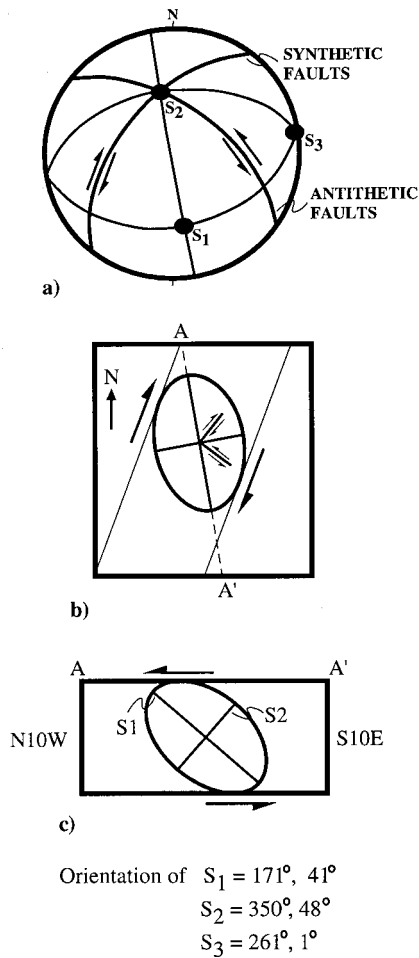 N
SYNTHETIC
FAULTS
S2
S3
ANTITHETIC
FAULTS
S1
a)
A
N
A'
b)
A
A'
N10W
S1
S2
S10E
c)
Orientation of S1 = 171°, 41°
S2 = 350°, 48°
S3 = 261°, 1°